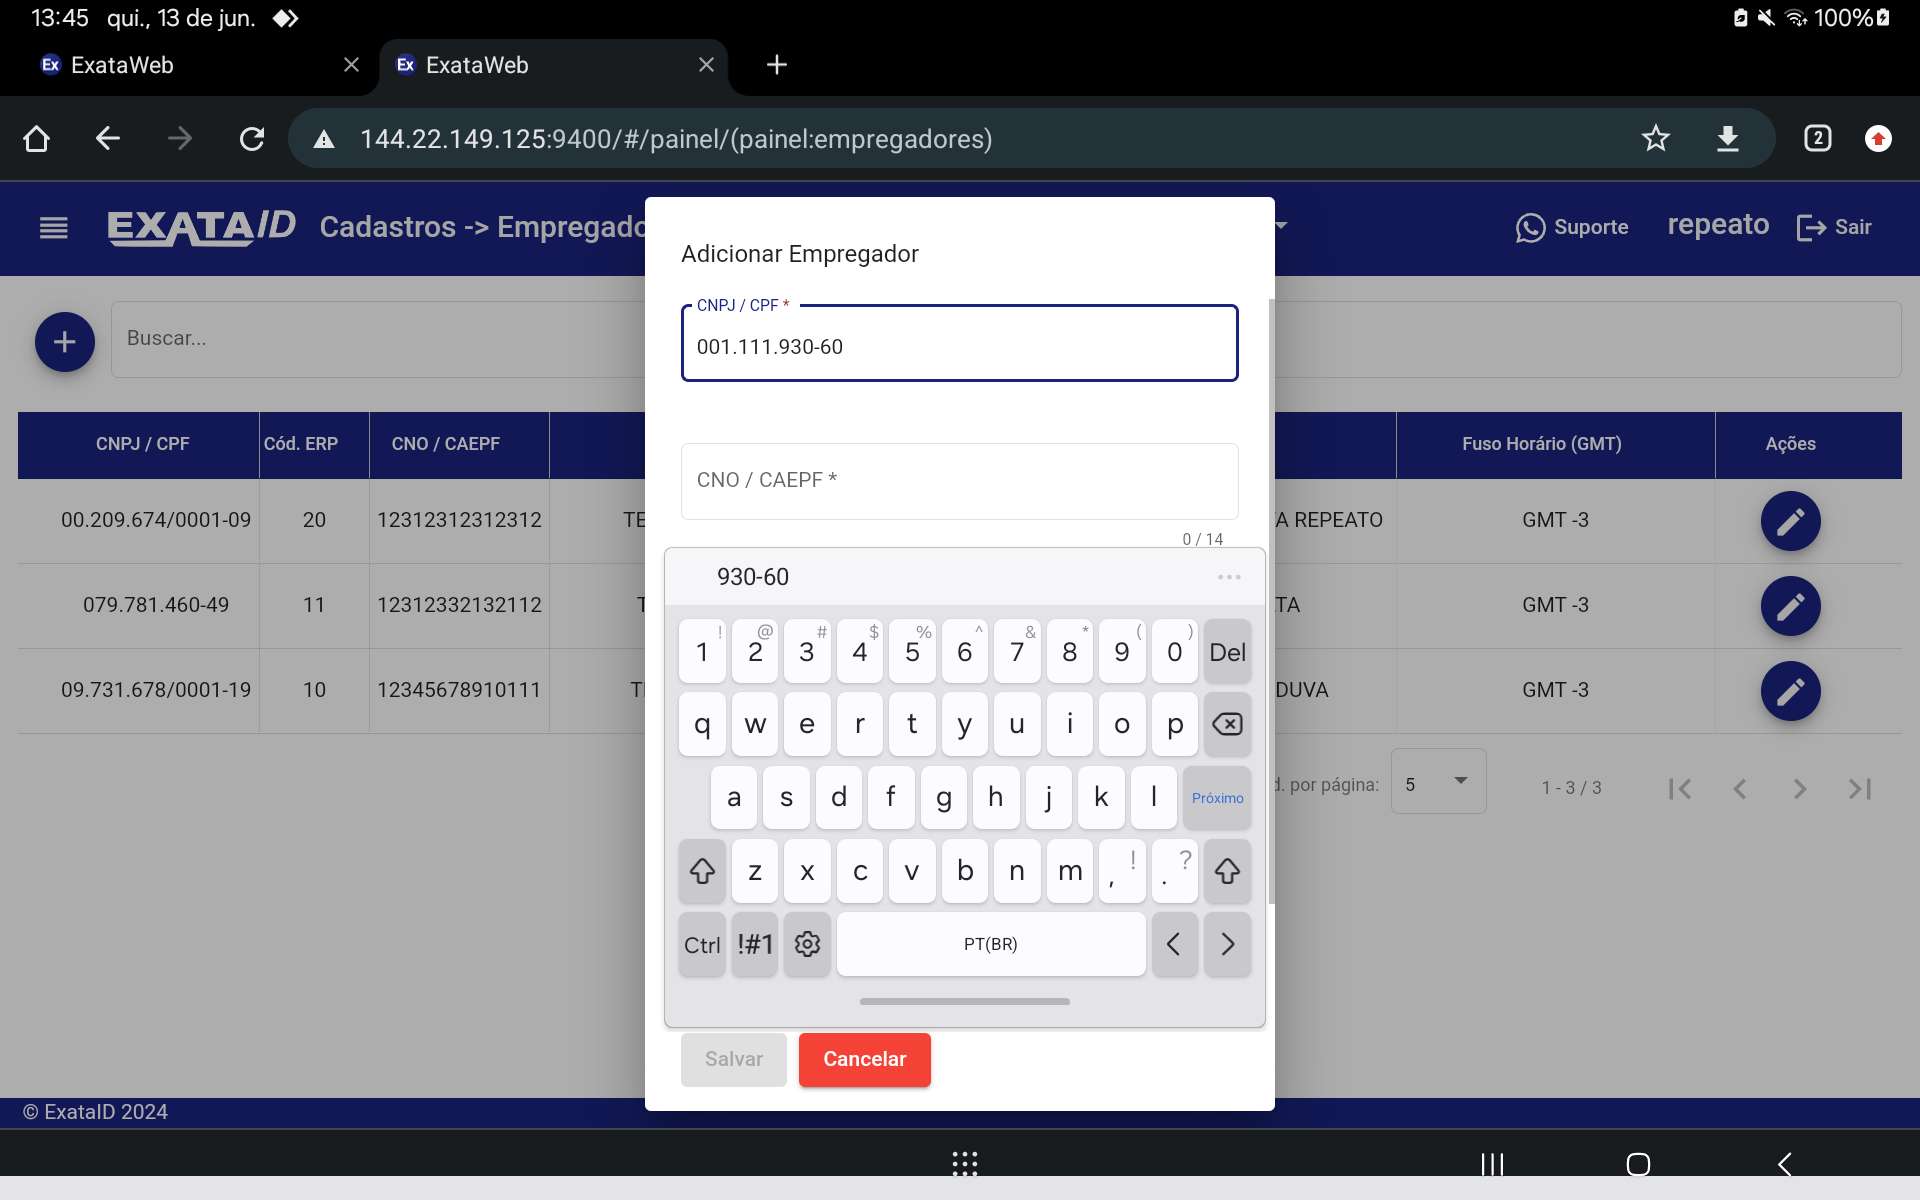 13:45 qui., 13 de jun. 100%
Ex ExataWeb Ex ExataWeb
144.22.149.125:9400/#/painel/(painel:empregadores) 2
EXATAID Cadastros -> Empregado Suporte repeato Sair
Adicionar Empregador
CNPJ / CPF *
001.111.930-60
Buscar...
CNPJ / CPF Cód. ERP CNO / CAEPF Fuso Horário (GMT) Ações
CNO / CAEPF *
0 / 14
00.209.674/0001-09 20 12312312312312 TE A REPEATO GMT -3
079.781.460-49 11 12312332132112 T TA GMT -3
09.731.678/0001-19 10 12345678910111 TI DUVA GMT -3
d. por página: 5 1 - 3 / 3
930-60
! @ # $ % ^ & * ( )
1 2 3 4 5 6 7 8 9 0 Del
q w e r t y u i o p
a s d f g h j k l Próximo
z x c v b n m , ! . ?
Ctrl !#1 PT(BR)
Salvar Cancelar
© ExataID 2024